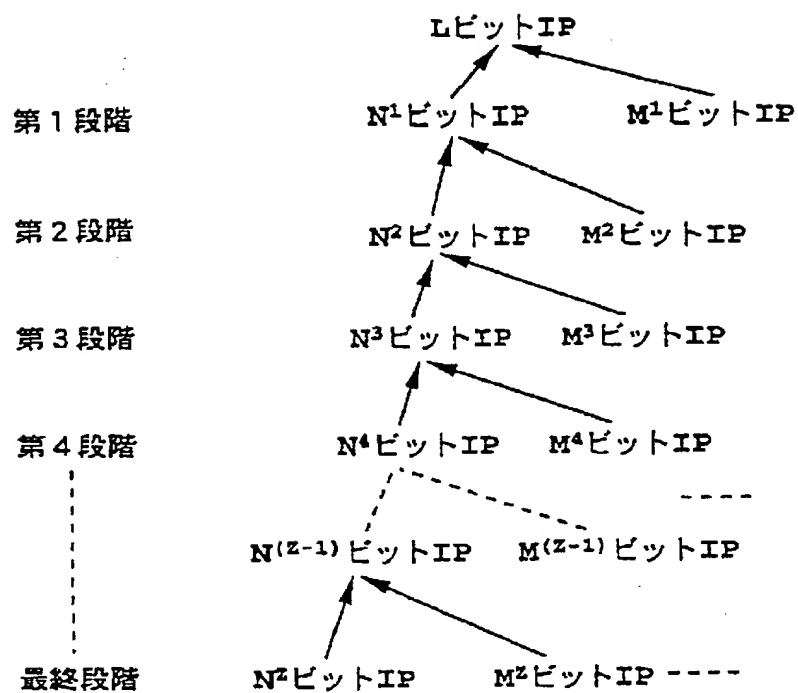 LビットIP
第1段階 N¹ビットIP M¹ビットIP
第2段階 N²ビットIP M²ビットIP
第3段階 N³ビットIP M³ビットIP
第4段階 N⁴ビットIP M⁴ビットIP
N⁽ᶻ⁻¹⁾ビットIP M⁽ᶻ⁻¹⁾ビットIP
最終段階 NᶻビットIP MᶻビットIP